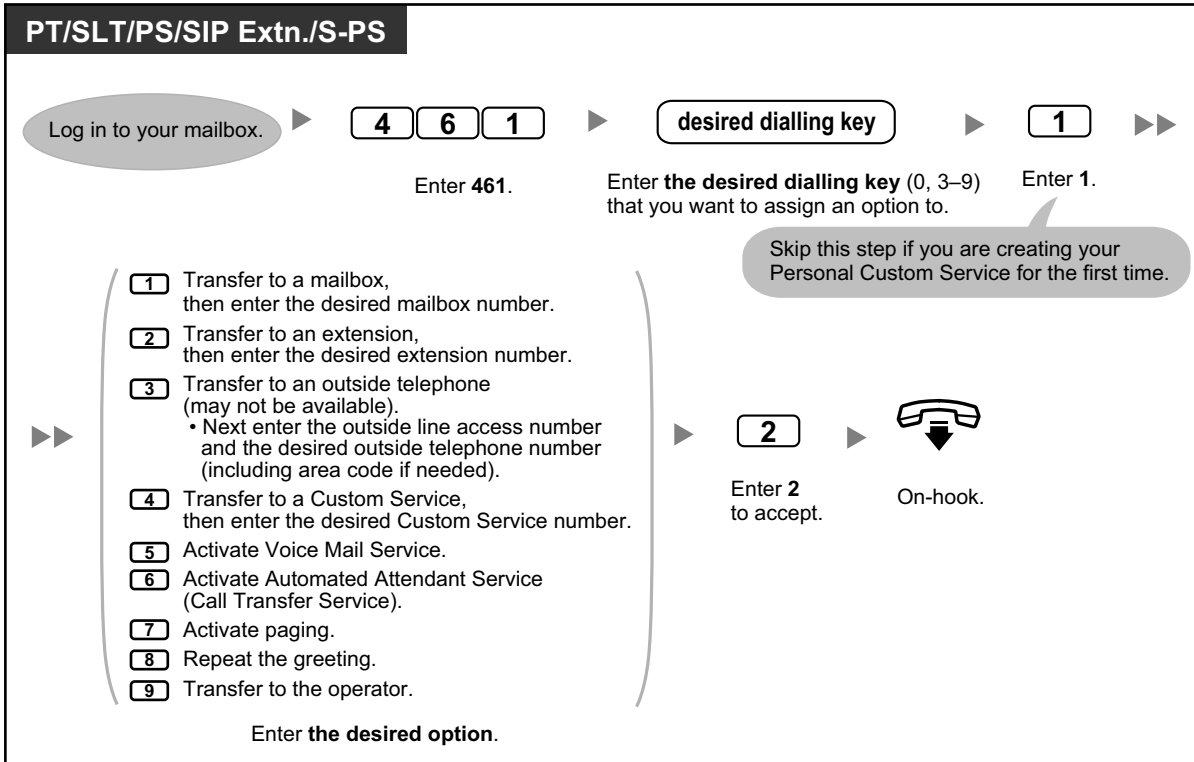 PT/SLT/PS/SIP Extn./S-PS
Log in to your mailbox.
4 6 1
desired dialling key
1
Enter 461.
Enter the desired dialling key (0, 3–9)
that you want to assign an option to.
Enter 1.
Skip this step if you are creating your
Personal Custom Service for the first time.
1 Transfer to a mailbox,
then enter the desired mailbox number.
2 Transfer to an extension,
then enter the desired extension number.
3 Transfer to an outside telephone
(may not be available).
• Next enter the outside line access number
and the desired outside telephone number
(including area code if needed).
4 Transfer to a Custom Service,
then enter the desired Custom Service number.
5 Activate Voice Mail Service.
6 Activate Automated Attendant Service
(Call Transfer Service).
7 Activate paging.
8 Repeat the greeting.
9 Transfer to the operator.
Enter the desired option.
2
Enter 2
to accept.
On-hook.